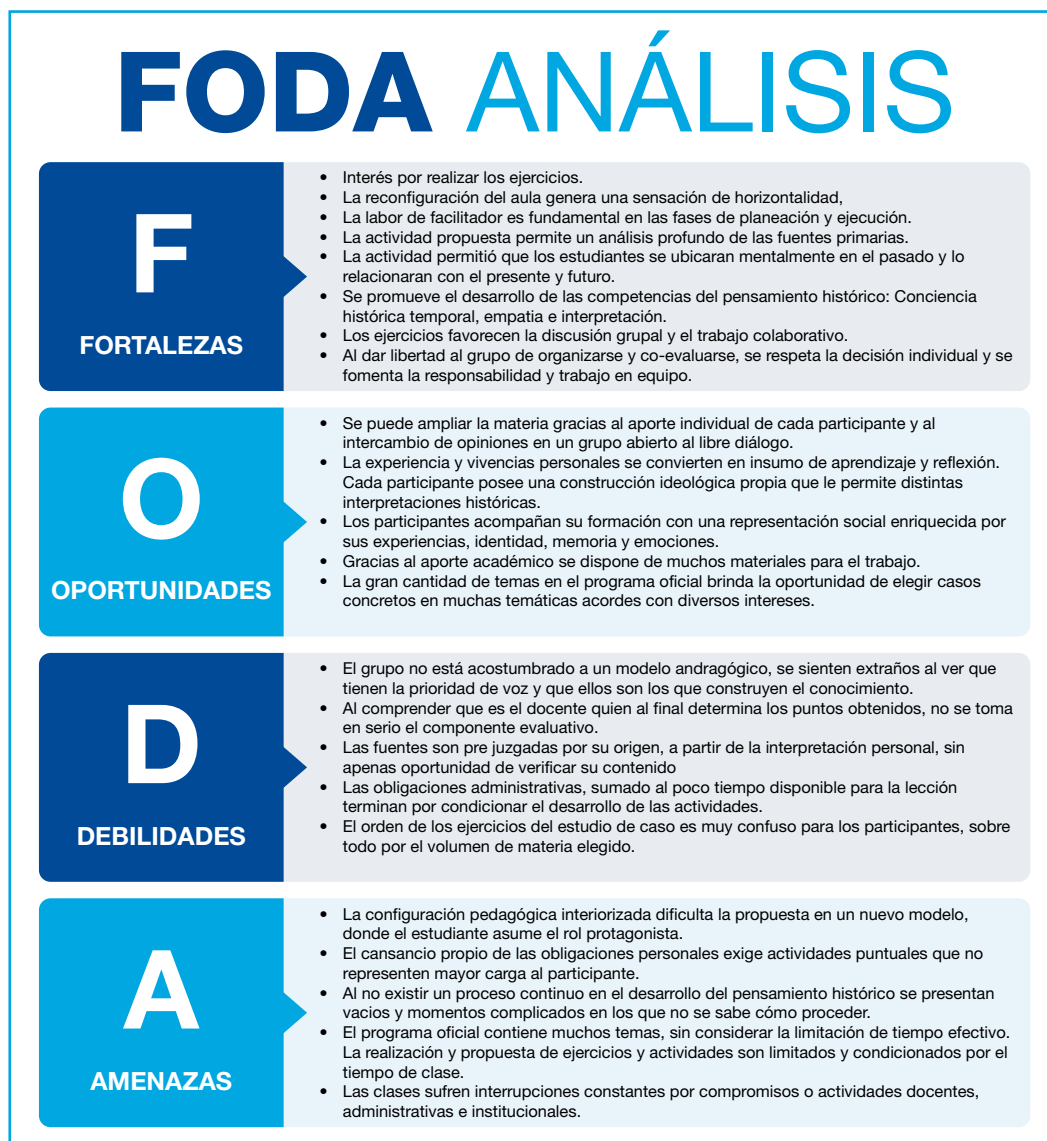 FODA ANÁLISIS
F
FORTALEZAS
• Interés por realizar los ejercicios.
• La reconfiguración del aula genera una sensación de horizontalidad,
• La labor de facilitador es fundamental en las fases de planeación y ejecución.
• La actividad propuesta permite un análisis profundo de las fuentes primarias.
• La actividad permitió que los estudiantes se ubicaran mentalmente en el pasado y lo
relacionaran con el presente y futuro.
• Se promueve el desarrollo de las competencias del pensamiento histórico: Conciencia
histórica temporal, empatia e interpretación.
• Los ejercicios favorecen la discusión grupal y el trabajo colaborativo.
• Al dar libertad al grupo de organizarse y co-evaluarse, se respeta la decisión individual y se
fomenta la responsabilidad y trabajo en equipo.
O
OPORTUNIDADES
• Se puede ampliar la materia gracias al aporte individual de cada participante y al
intercambio de opiniones en un grupo abierto al libre diálogo.
• La experiencia y vivencias personales se convierten en insumo de aprendizaje y reflexión.
Cada participante posee una construcción ideológica propia que le permite distintas
interpretaciones históricas.
• Los participantes acompañan su formación con una representación social enriquecida por
sus experiencias, identidad, memoria y emociones.
• Gracias al aporte académico se dispone de muchos materiales para el trabajo.
• La gran cantidad de temas en el programa oficial brinda la oportunidad de elegir casos
concretos en muchas temáticas acordes con diversos intereses.
D
DEBILIDADES
• El grupo no está acostumbrado a un modelo andragógico, se sienten extraños al ver que
tienen la prioridad de voz y que ellos son los que construyen el conocimiento.
• Al comprender que es el docente quien al final determina los puntos obtenidos, no se toma
en serio el componente evaluativo.
• Las fuentes son pre juzgadas por su origen, a partir de la interpretación personal, sin
apenas oportunidad de verificar su contenido
• Las obligaciones administrativas, sumado al poco tiempo disponible para la lección
terminan por condicionar el desarrollo de las actividades.
• El orden de los ejercicios del estudio de caso es muy confuso para los participantes, sobre
todo por el volumen de materia elegido.
A
AMENAZAS
• La configuración pedagógica interiorizada dificulta la propuesta en un nuevo modelo,
donde el estudiante asume el rol protagonista.
• El cansancio propio de las obligaciones personales exige actividades puntuales que no
representen mayor carga al participante.
• Al no existir un proceso continuo en el desarrollo del pensamiento histórico se presentan
vacios y momentos complicados en los que no se sabe cómo proceder.
• El programa oficial contiene muchos temas, sin considerar la limitación de tiempo efectivo.
La realización y propuesta de ejercicios y actividades son limitados y condicionados por el
tiempo de clase.
• Las clases sufren interrupciones constantes por compromisos o actividades docentes,
administrativas e institucionales.